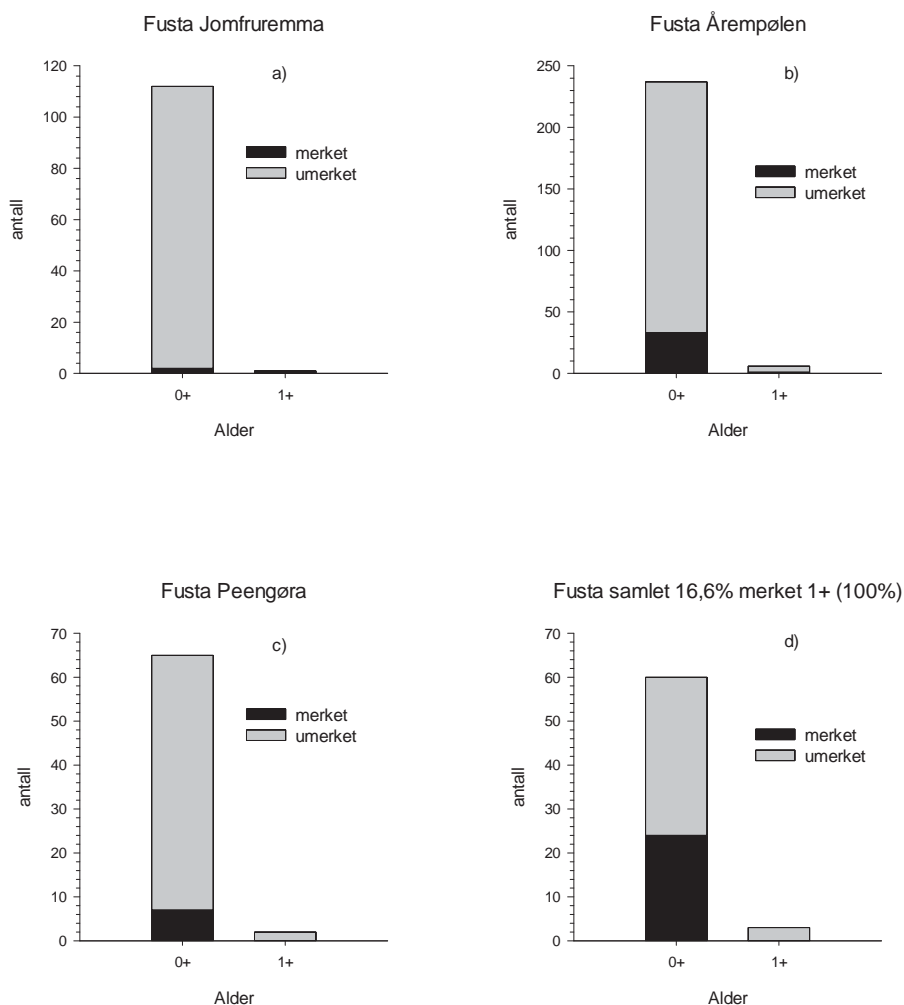 Fusta Jomfruremma
120
100
80
60
40
20
0
antall
a)
merket
umerket
0+ 1+
Alder
Fusta Årempølen
250
200
150
100
50
0
antall
b)
merket
umerket
0+ 1+
Alder
Fusta Peengøra
70
60
50
40
30
20
10
0
antall
c)
merket
umerket
0+ 1+
Alder
Fusta samlet 16,6% merket 1+ (100%)
70
60
50
40
30
20
10
0
antall
d)
merket
umerket
0+ 1+
Alder